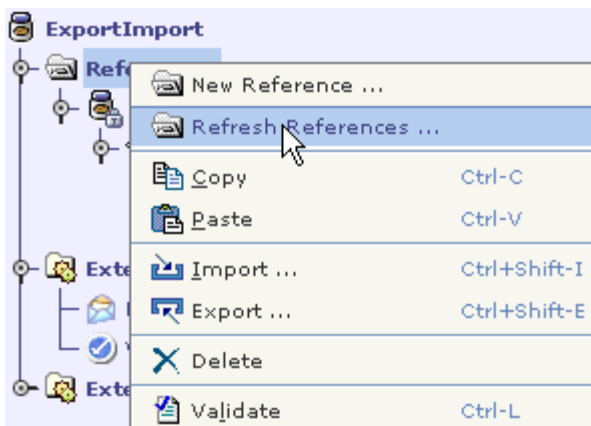 ExportImport
Refe
New Reference ...
Refresh References ...
Copy Ctrl-C
Paste Ctrl-V
Exte
Import ... Ctrl+Shift-I
Export ... Ctrl+Shift-E
Delete
Exte
Validate Ctrl-L